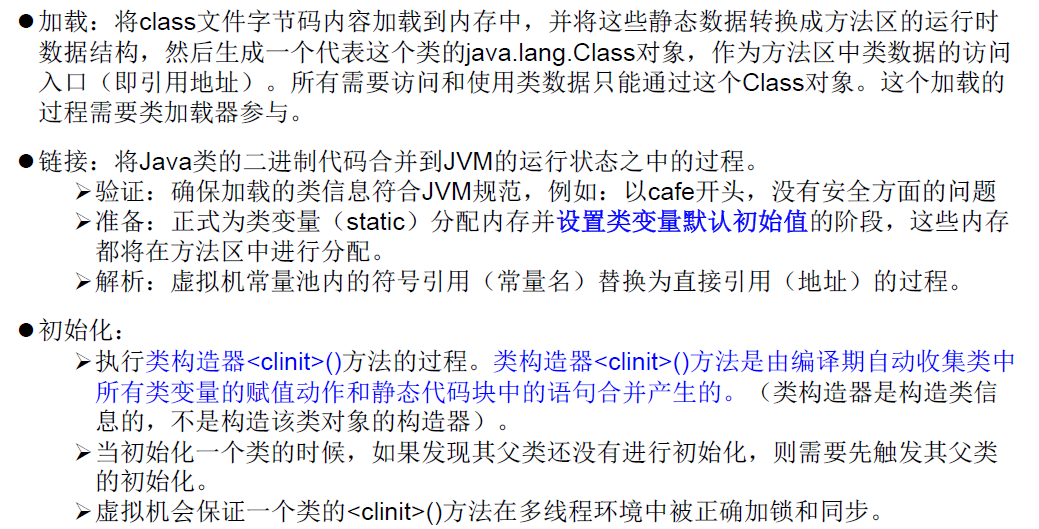 ●加载：将class文件字节码内容加载到内存中，并将这些静态数据转换成方法区的运行时
数据结构，然后生成一个代表这个类的java.lang.Class对象，作为方法区中类数据的访问
入口（即引用地址）。所有需要访问和使用类数据只能通过这个Class对象。这个加载的
过程需要类加载器参与。
●链接：将Java类的二进制代码合并到JVM的运行状态之中的过程。
➢验证：确保加载的类信息符合JVM规范，例如：以cafe开头，没有安全方面的问题
➢准备：正式为类变量（static）分配内存并设置类变量默认初始值的阶段，这些内存
都将在方法区中进行分配。
➢解析：虚拟机常量池内的符号引用（常量名）替换为直接引用（地址）的过程。
●初始化：
➢执行类构造器<clinit>()方法的过程。类构造器<clinit>()方法是由编译期自动收集类中
所有类变量的赋值动作和静态代码块中的语句合并产生的。（类构造器是构造类信
息的，不是构造该类对象的构造器）。
➢当初始化一个类的时候，如果发现其父类还没有进行初始化，则需要先触发其父类
的初始化。
➢虚拟机会保证一个类的<clinit>()方法在多线程环境中被正确加锁和同步。